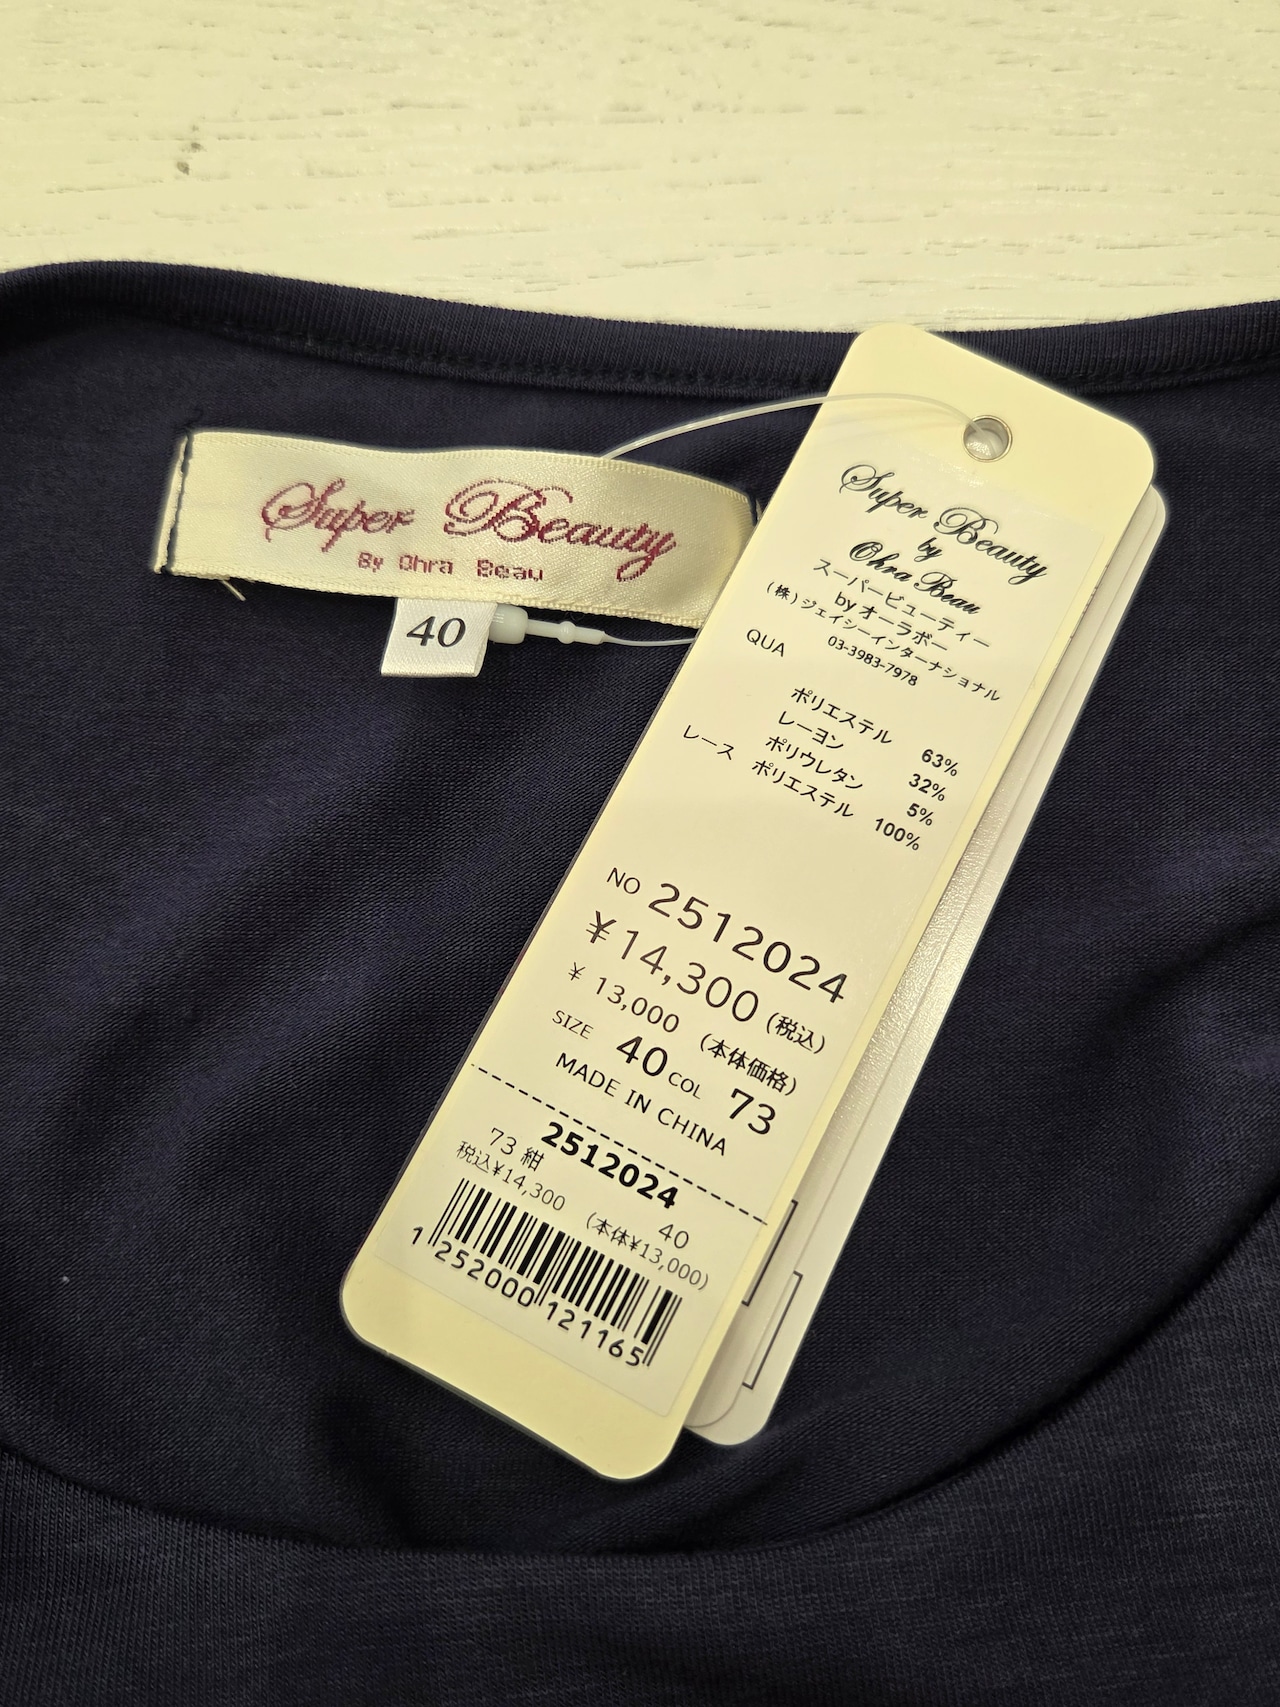 Super Beauty
By Ohra Beau
40
Super Beauty
by
Ohra Beau
スーパービューティー
byオーラボー
(株)ジェイシーインターナショナル
03-3983-7978
QUA
ポリエステル 63%
レーヨン 32%
ポリウレタン 5%
レース ポリエステル 100%
NO 2512024
¥14,300 (税込)
¥ 13,000 (本体価格)
SIZE 40 COL 73
MADE IN CHINA
2512024
73 紺 40
税込¥14,300 (本体¥13,000)
1 252000 121165